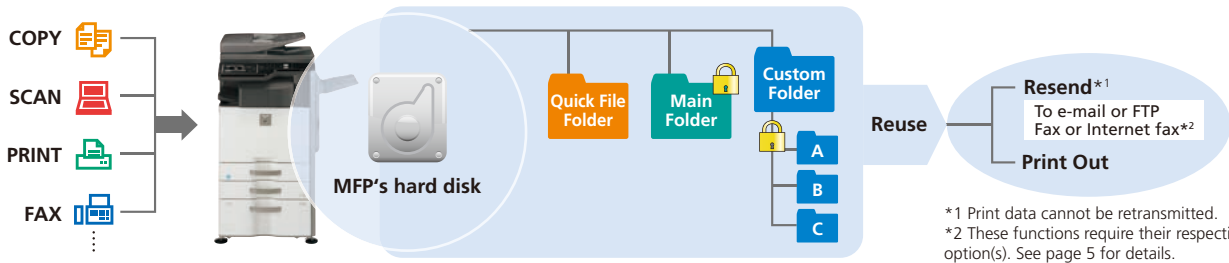 COPY
SCAN
PRINT
FAX
MFP's hard disk
Quick File
Folder
Main
Folder
Custom
Folder
A
B
C
Reuse
Resend*1
To e-mail or FTP
Fax or Internet fax*2
Print Out
*1 Print data cannot be retransmitted.
*2 These functions require their respecti
option(s). See page 5 for details.